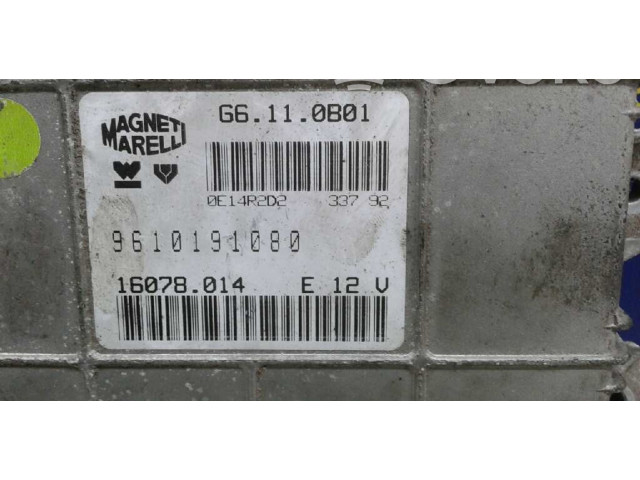 G6.11.0B01
MAGNETI
MARELLI
0E14R2D2 337 92
9610191080
16078.014 E 12 V